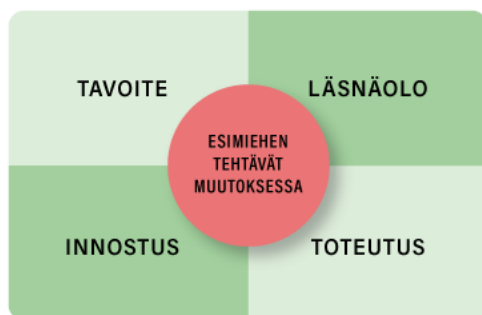 TAVOITE
LÄSNÄOLO
ESIMIEHEN
TEHTÄVÄT
MUUTOKSESSA
INNOSTUS
TOTEUTUS